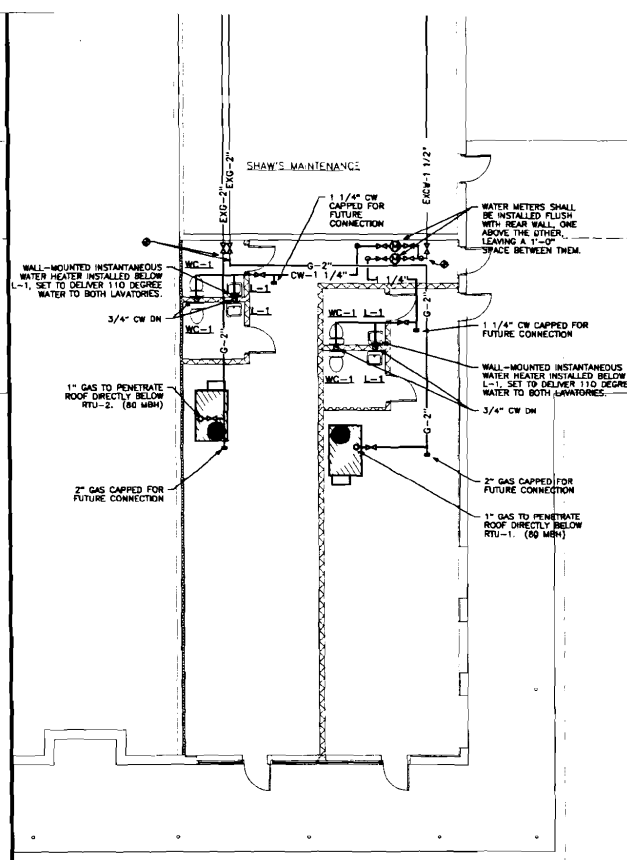 SHAW'S MAINTENANCE
EXG-2"
EXG-2"
EXCW-1 1/2"
1 1/4" CW
CAPPED FOR
FUTURE
CONNECTION
WATER METERS SHALL
BE INSTALLED FLUSH
WITH REAR WALL, ONE
ABOVE THE OTHER,
LEAVING A 1'-0"
SPACE BETWEEN THEM.
WC-1
G-2"
CW-1 1/4"
1/4"
WALL-MOUNTED INSTANTANEOUS
WATER HEATER INSTALLED BELOW
L-1, SET TO DELIVER 110 DEGREE
WATER TO BOTH LAVATORIES.
L-1
L-1
3/4" CW DN
WC-1
G-2"
G-2"
WC-1
L-1
1 1/4" CW CAPPED FOR
FUTURE CONNECTION
WALL-MOUNTED INSTANTANEOUS
WATER HEATER INSTALLED BELOW
L-1, SET TO DELIVER 110 DEGRE
WATER TO BOTH LAVATORIES.
WC-1
L-1
3/4" CW DN
1" GAS TO PENETRATE
ROOF DIRECTLY BELOW
RTU-2. (80 MBH)
G-2"
2" GAS CAPPED FOR
FUTURE CONNECTION
2" GAS CAPPED FOR
FUTURE CONNECTION
1" GAS TO PENETRATE
ROOF DIRECTLY BELOW
RTU-1. (80 MBH)